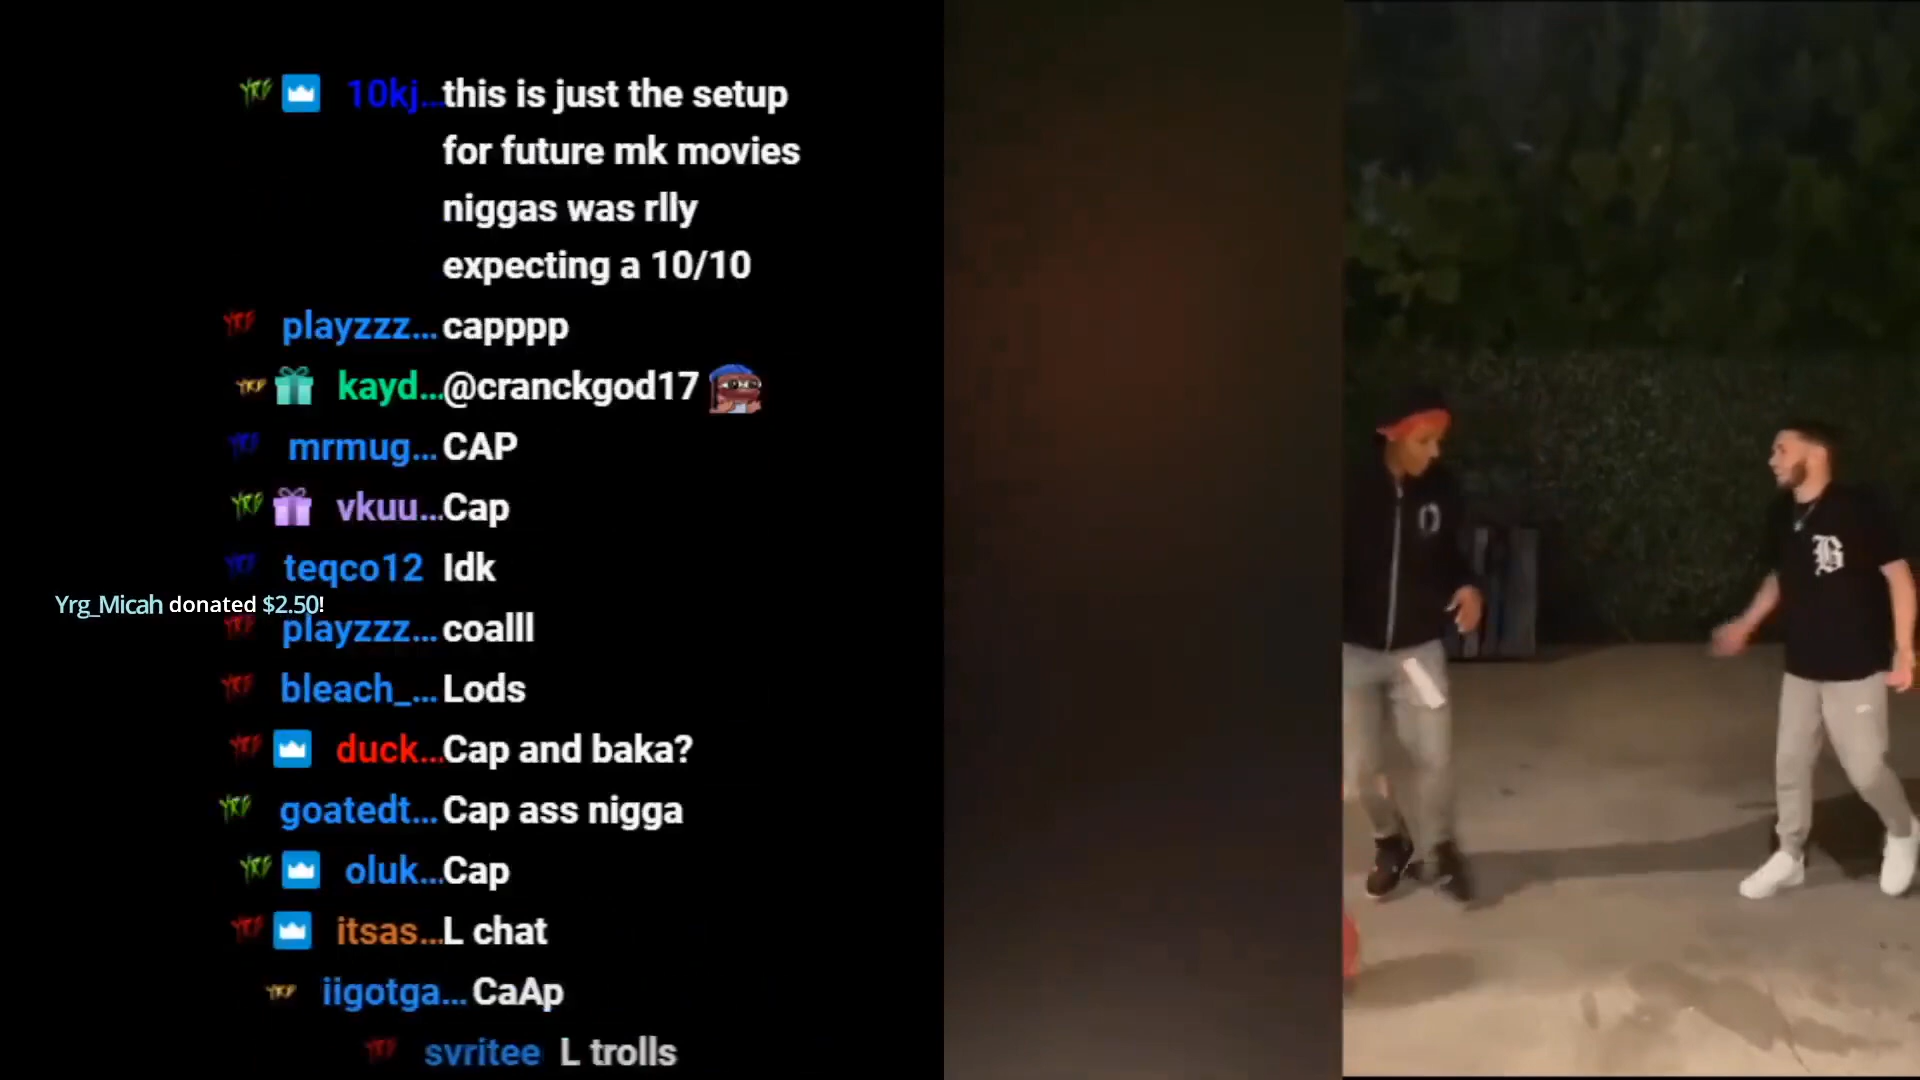 10kj...this is just the setup
for future mk movies
niggas was rlly
expecting a 10/10
playzzz...capppp
kayd...@cranckgod17
mrmug...CAP
vkuu...Cap
teqco12 Idk
Yrg_Micah donated $2.50!
playzzz...coalll
bleach_...Lods
duck...Cap and baka?
goatedt...Cap ass nigga
oluk...Cap
itsas...L chat
iigotga...CaAp
svritee L trolls
B